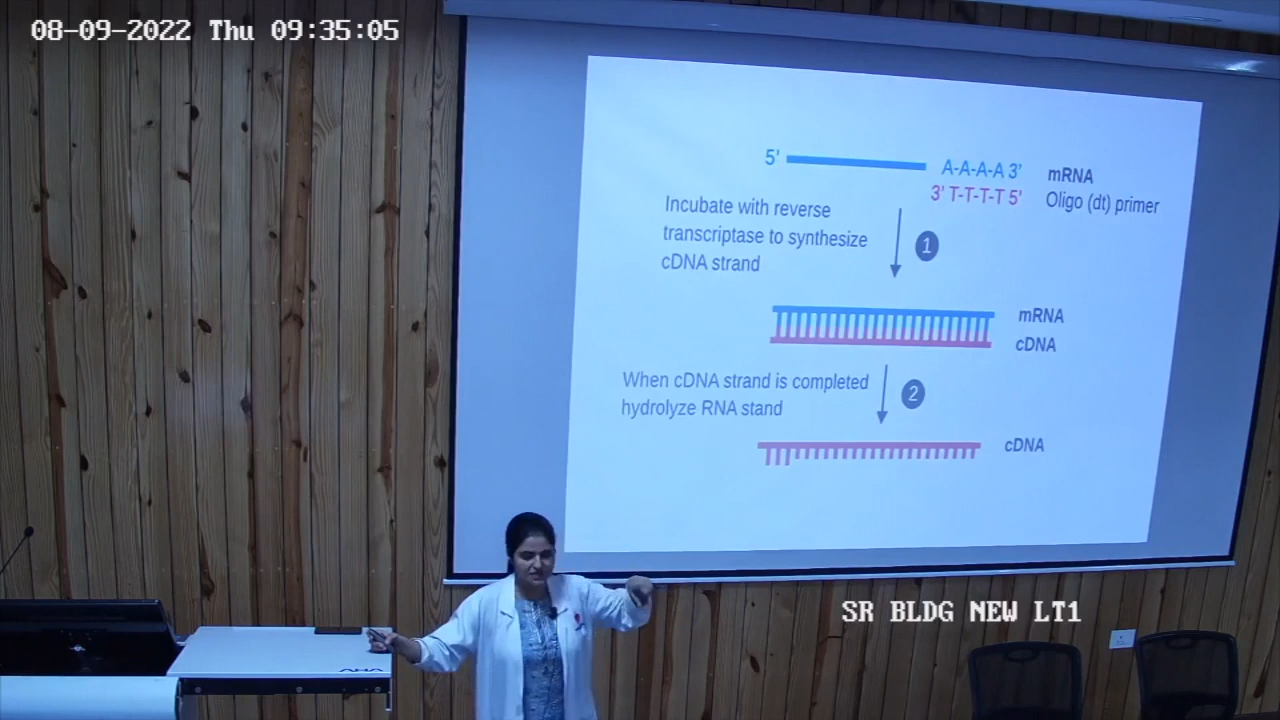 08-09-2022 Thu 09:35:05
5' A-A-A-A 3' mRNA
3' T-T-T-T 5' Oligo (dt) primer
Incubate with reverse
transcriptase to synthesize
cDNA strand
1
mRNA
cDNA
When cDNA strand is completed
hydrolyze RNA stand
2
cDNA
SR BLDG NEW LT1
AHA